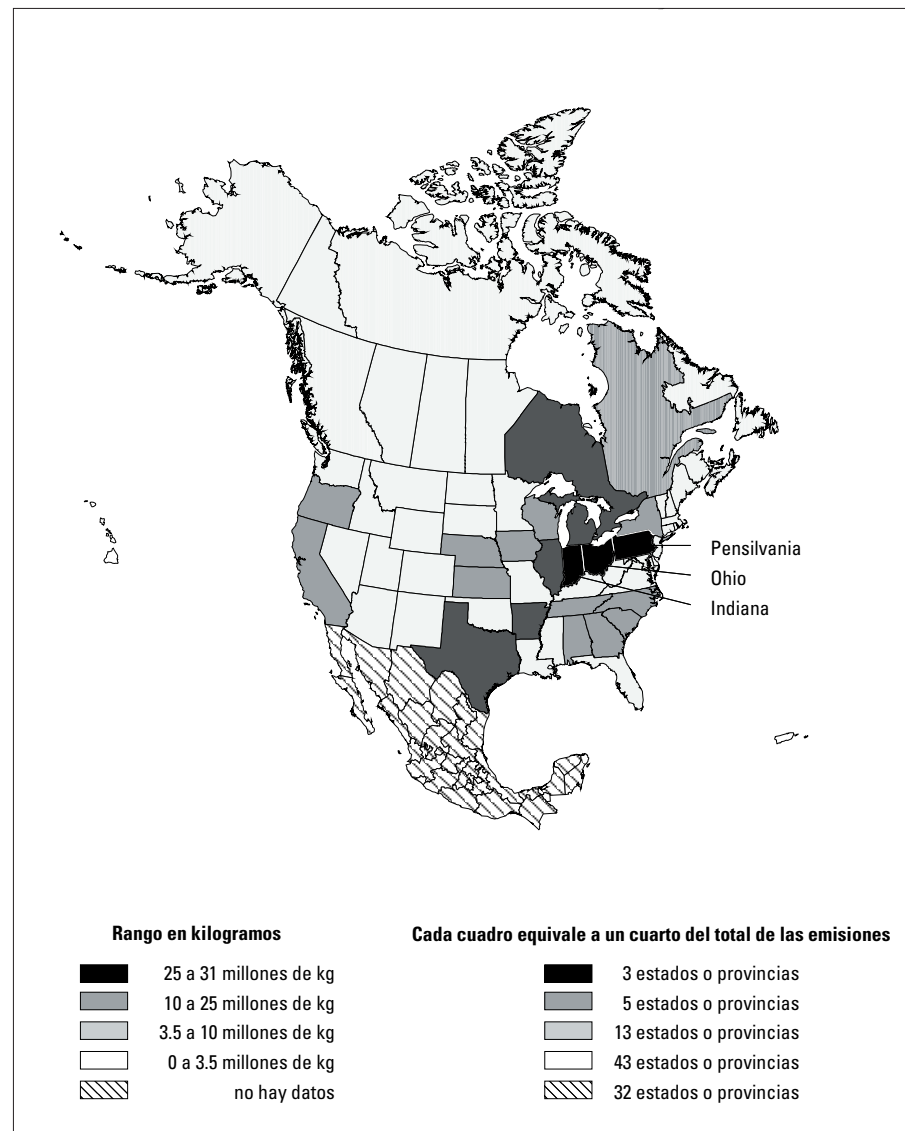 Pensilvania
Ohio
Indiana
Rango en kilogramos
25 a 31 millones de kg
10 a 25 millones de kg
3.5 a 10 millones de kg
0 a 3.5 millones de kg
no hay datos
Cada cuadro equivale a un cuarto del total de las emisiones
3 estados o provincias
5 estados o provincias
13 estados o provincias
43 estados o provincias
32 estados o provincias